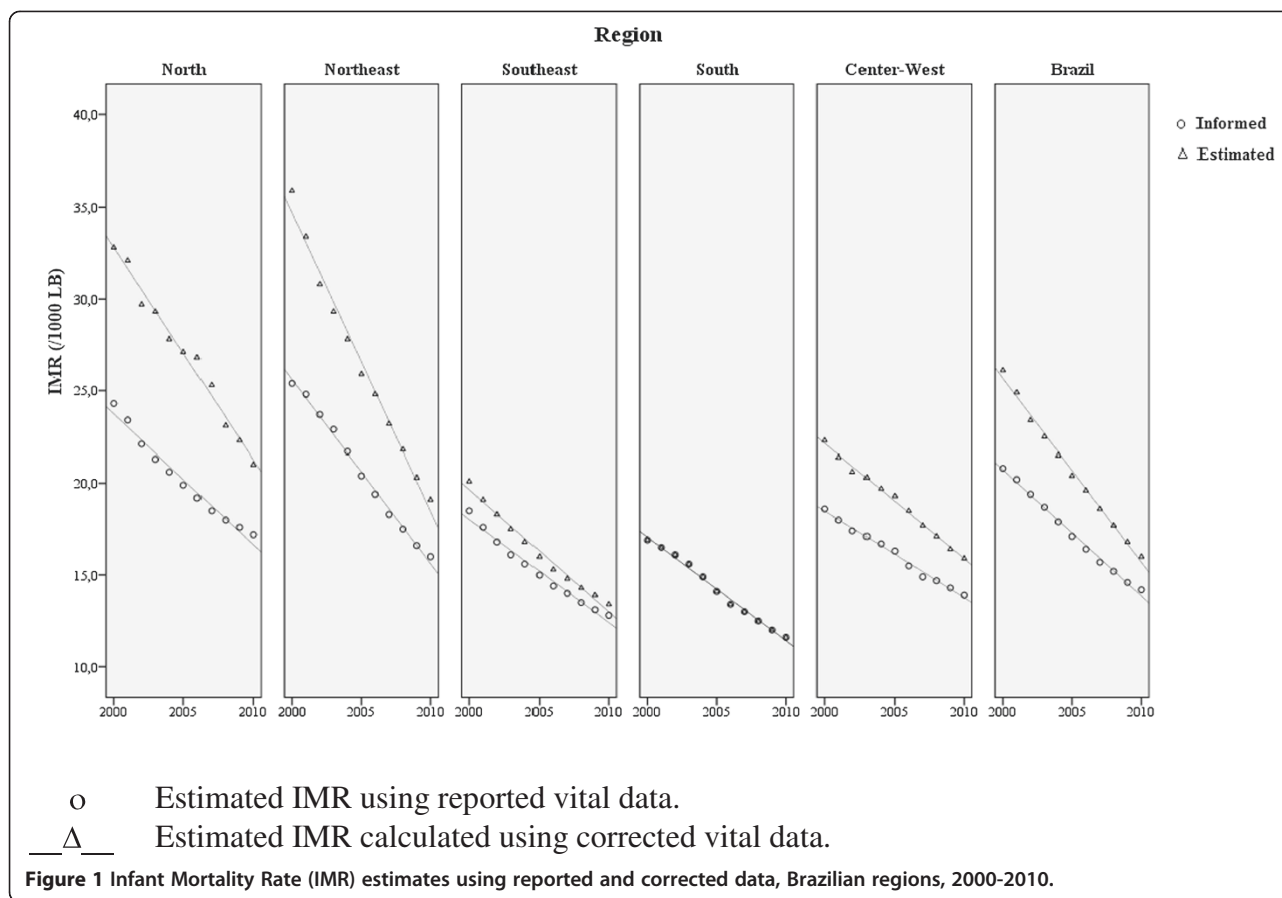 Region
North Northeast Southeast South Center-West Brazil
40,0
35,0
30,0
25,0
20,0
15,0
10,0
IMR (/1000 LB)
2000 2005 2010 2000 2005 2010 2000 2005 2010 2000 2005 2010 2000 2005 2010 2000 2005 2010
Informed
Estimated
o Estimated IMR using reported vital data.
__Δ__ Estimated IMR calculated using corrected vital data.
Figure 1 Infant Mortality Rate (IMR) estimates using reported and corrected data, Brazilian regions, 2000-2010.